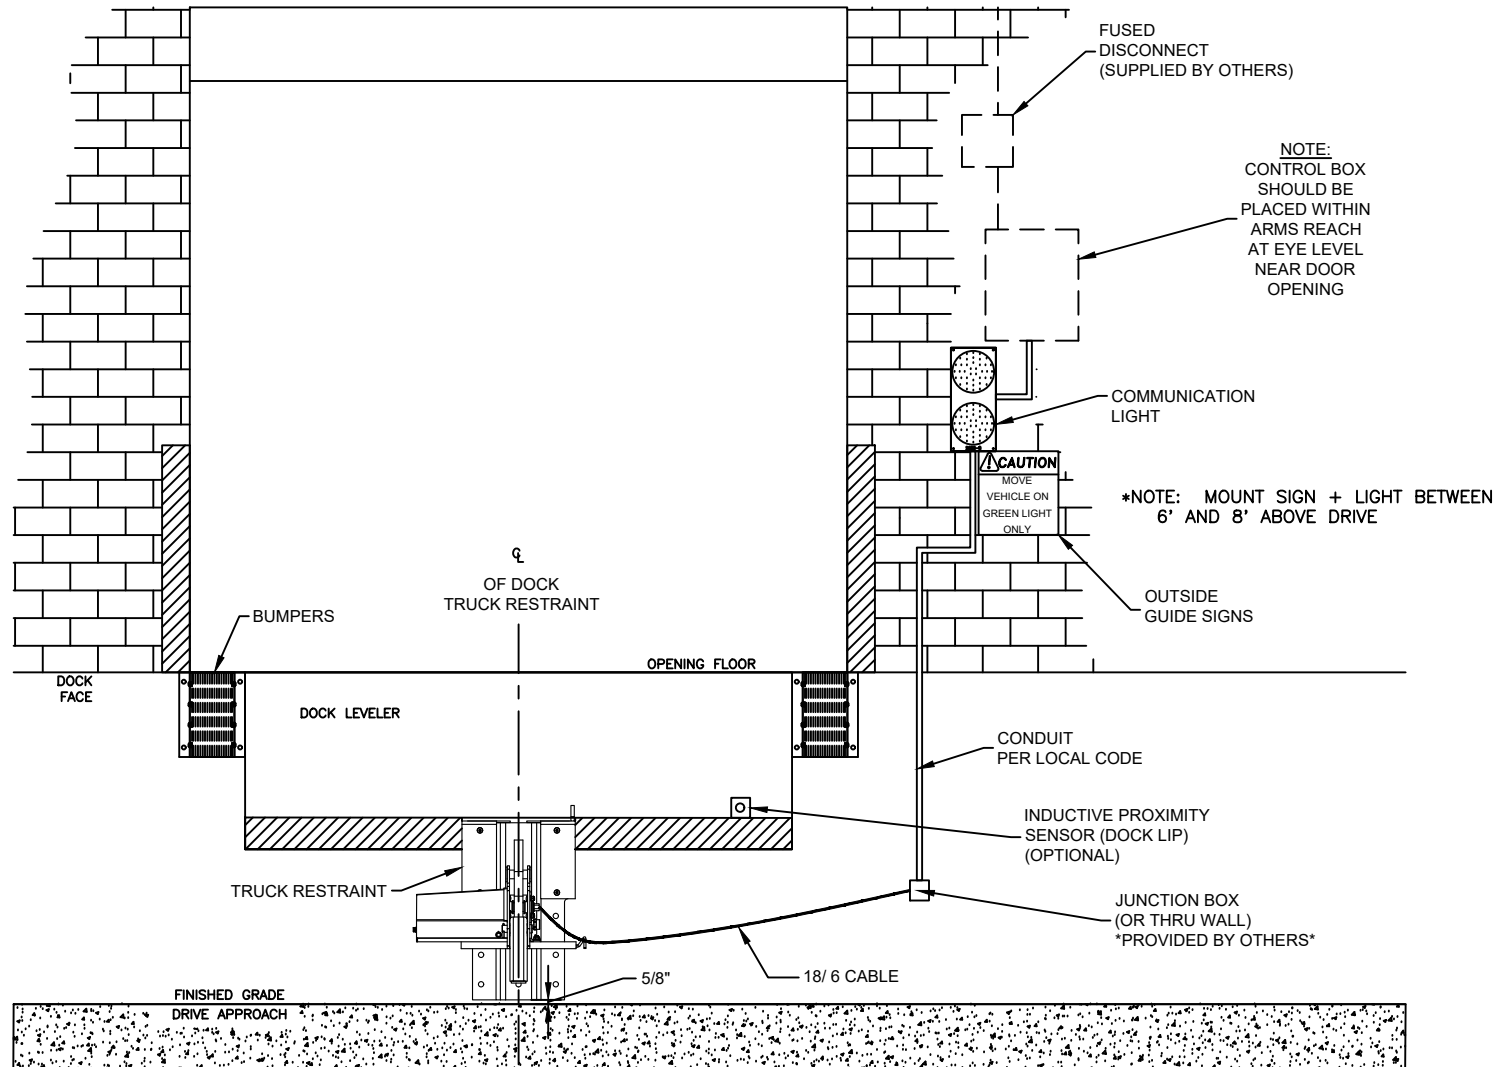 FUSED
DISCONNECT
(SUPPLIED BY OTHERS)
NOTE:
CONTROL BOX
SHOULD BE
PLACED WITHIN
ARMS REACH
AT EYE LEVEL
NEAR DOOR
OPENING
COMMUNICATION
LIGHT
CAUTION
MOVE
VEHICLE ON
GREEN LIGHT
ONLY
*NOTE: MOUNT SIGN + LIGHT BETWEEN
6' AND 8' ABOVE DRIVE
OUTSIDE
GUIDE SIGNS
℄
OF DOCK
TRUCK RESTRAINT
BUMPERS
OPENING FLOOR
DOCK
FACE
DOCK LEVELER
CONDUIT
PER LOCAL CODE
INDUCTIVE PROXIMITY
SENSOR (DOCK LIP)
(OPTIONAL)
TRUCK RESTRAINT
JUNCTION BOX
(OR THRU WALL)
*PROVIDED BY OTHERS*
5/8"
18/ 6 CABLE
FINISHED GRADE
DRIVE APPROACH